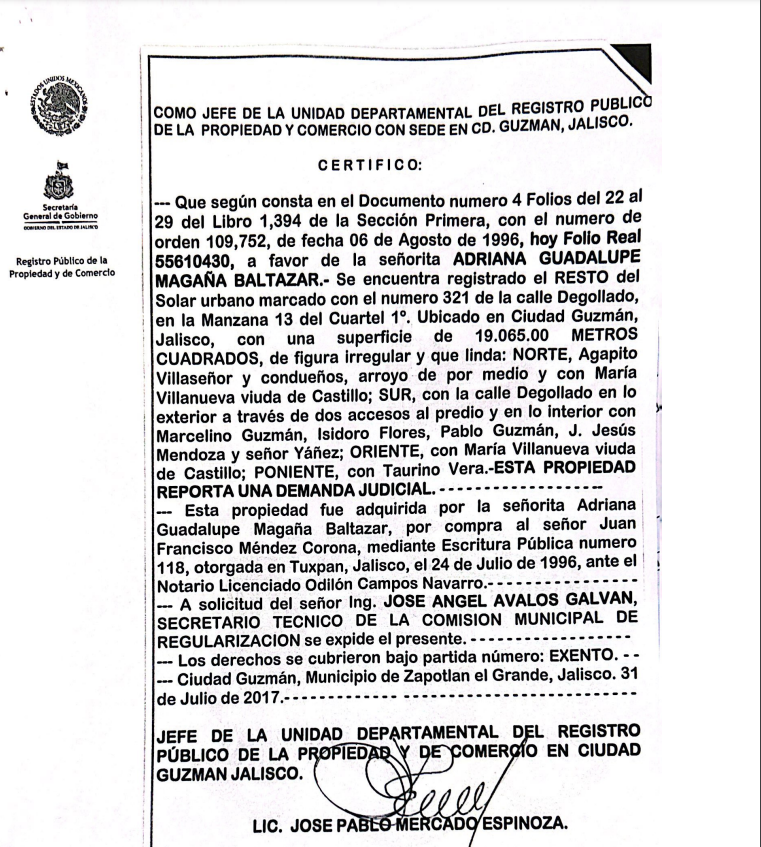 ESTADOS UNIDOS MEXICANOS
Secretaría
General de Gobierno
GOBIERNO DEL ESTADO DE JALISCO
Registro Público de la
Propiedad y de Comercio
COMO JEFE DE LA UNIDAD DEPARTAMENTAL DEL REGISTRO PUBLICO
DE LA PROPIEDAD Y COMERCIO CON SEDE EN CD. GUZMAN, JALISCO.
CERTIFICO:
--- Que según consta en el Documento numero 4 Folios del 22 al
29 del Libro 1,394 de la Sección Primera, con el numero de
orden 109,752, de fecha 06 de Agosto de 1996, hoy Folio Real
55610430, a favor de la señorita ADRIANA GUADALUPE
MAGAÑA BALTAZAR.- Se encuentra registrado el RESTO del
Solar urbano marcado con el numero 321 de la calle Degollado,
en la Manzana 13 del Cuartel 1º. Ubicado en Ciudad Guzmán,
Jalisco, con una superficie de 19.065.00 METROS
CUADRADOS, de figura irregular y que linda: NORTE, Agapito
Villaseñor y condueños, arroyo de por medio y con María
Villanueva viuda de Castillo; SUR, con la calle Degollado en lo
exterior a través de dos accesos al predio y en lo interior con
Marcelino Guzmán, Isidoro Flores, Pablo Guzmán, J. Jesús
Mendoza y señor Yáñez; ORIENTE, con María Villanueva viuda
de Castillo; PONIENTE, con Taurino Vera.-ESTA PROPIEDAD
REPORTA UNA DEMANDA JUDICIAL. - - - - - - - - - - - - - - - - - - -
--- Esta propiedad fue adquirida por la señorita Adriana
Guadalupe Magaña Baltazar, por compra al señor Juan
Francisco Méndez Corona, mediante Escritura Pública numero
118, otorgada en Tuxpan, Jalisco, el 24 de Julio de 1996, ante el
Notario Licenciado Odilón Campos Navarro.- - - - - - - - - - - - - - - -
--- A solicitud del señor Ing. JOSE ANGEL AVALOS GALVAN,
SECRETARIO TECNICO DE LA COMISION MUNICIPAL DE
REGULARIZACION se expide el presente. - - - - - - - - - - - - - - - - -
--- Los derechos se cubrieron bajo partida número: EXENTO. - -
--- Ciudad Guzmán, Municipio de Zapotlan el Grande, Jalisco. 31
de Julio de 2017.- - - - - - - - - - - - - - - - - - - - - - - - - - - - - - - - - - - -
JEFE DE LA UNIDAD DEPARTAMENTAL DEL REGISTRO
PÚBLICO DE LA PROPIEDAD Y DE COMERCIO EN CIUDAD
GUZMAN JALISCO.
LIC. JOSE PABLO MERCADO ESPINOZA.